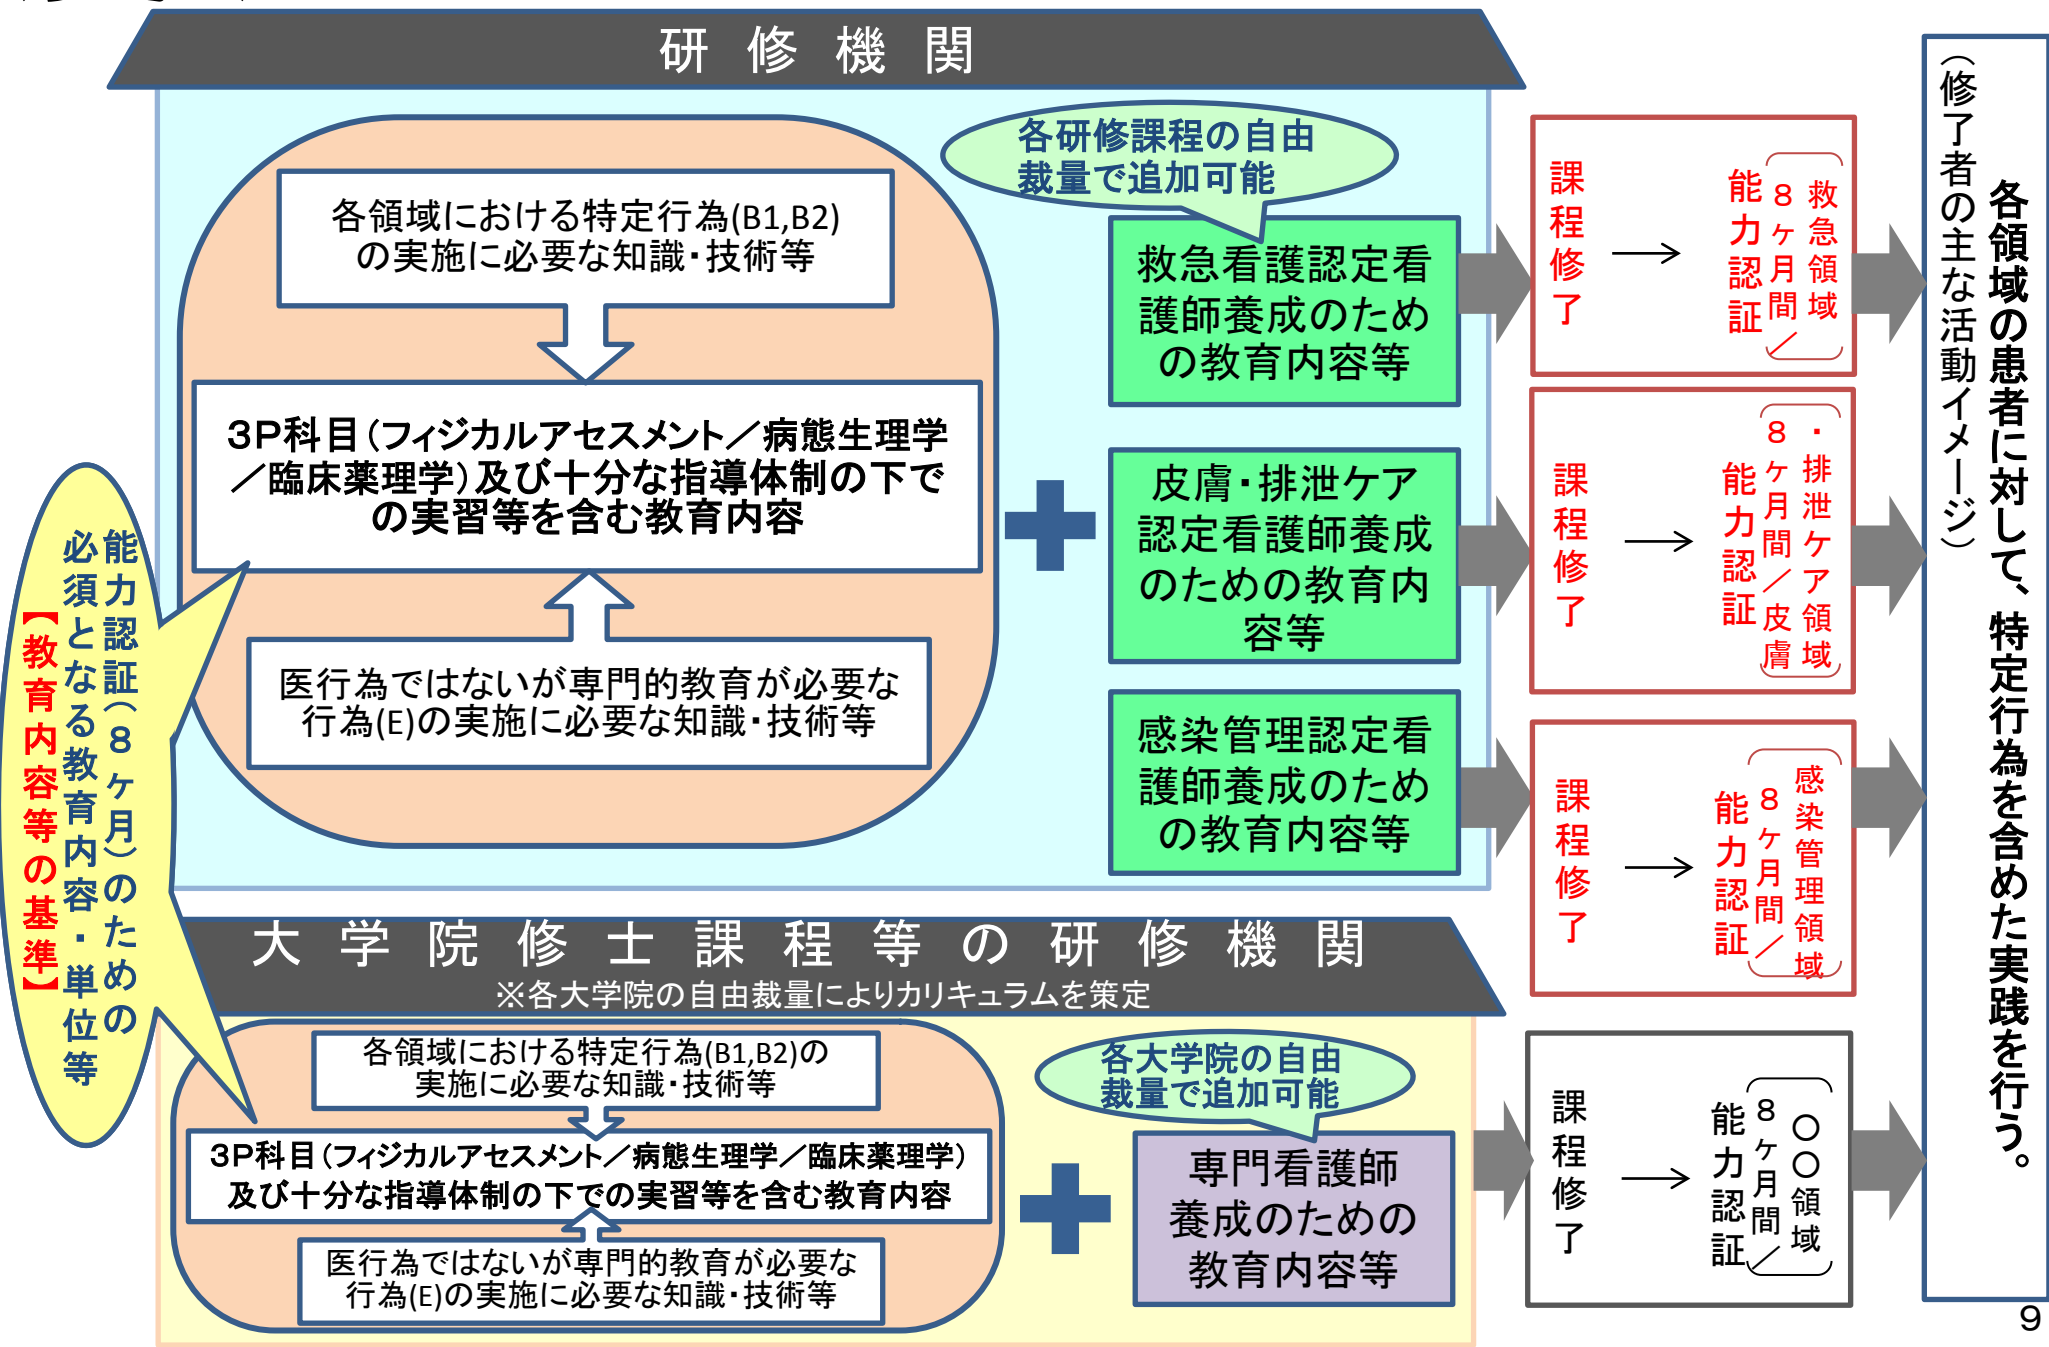 研修機関
各研修課程の自由
裁量で追加可能
各領域における特定行為(B1,B2)
の実施に必要な知識・技術等
3P科目(フィジカルアセスメント／病態生理学
／臨床薬理学)及び十分な指導体制の下で
の実習等を含む教育内容
医行為ではないが専門的教育が必要な
行為(E)の実施に必要な知識・技術等
救急看護認定看
護師養成のため
の教育内容等
皮膚・排泄ケア
認定看護師養成
のための教育内
容等
感染管理認定看
護師養成のため
の教育内容等
課程修了
→
能力認証
(8ヶ月間／
救急領域)
課程修了
→
能力認証
(8ヶ月間／皮膚
・排泄ケア領域)
課程修了
→
能力認証
(8ヶ月間／
感染管理領域)
能力認証(8ヶ月)のための
必須となる教育内容・単位等
【教育内容等の基準】
大学院修士課程等の研修機関
※各大学院の自由裁量によりカリキュラムを策定
各領域における特定行為(B1,B2)の
実施に必要な知識・技術等
3P科目(フィジカルアセスメント／病態生理学／臨床薬理学)
及び十分な指導体制の下での実習等を含む教育内容
医行為ではないが専門的教育が必要な
行為(E)の実施に必要な知識・技術等
各大学院の自由
裁量で追加可能
専門看護師
養成のための
教育内容等
課程修了
→
能力認証
(8ヶ月間／
〇〇領域)
各領域の患者に対して、特定行為を含めた実践を行う。
(修了者の主な活動イメージ)
9